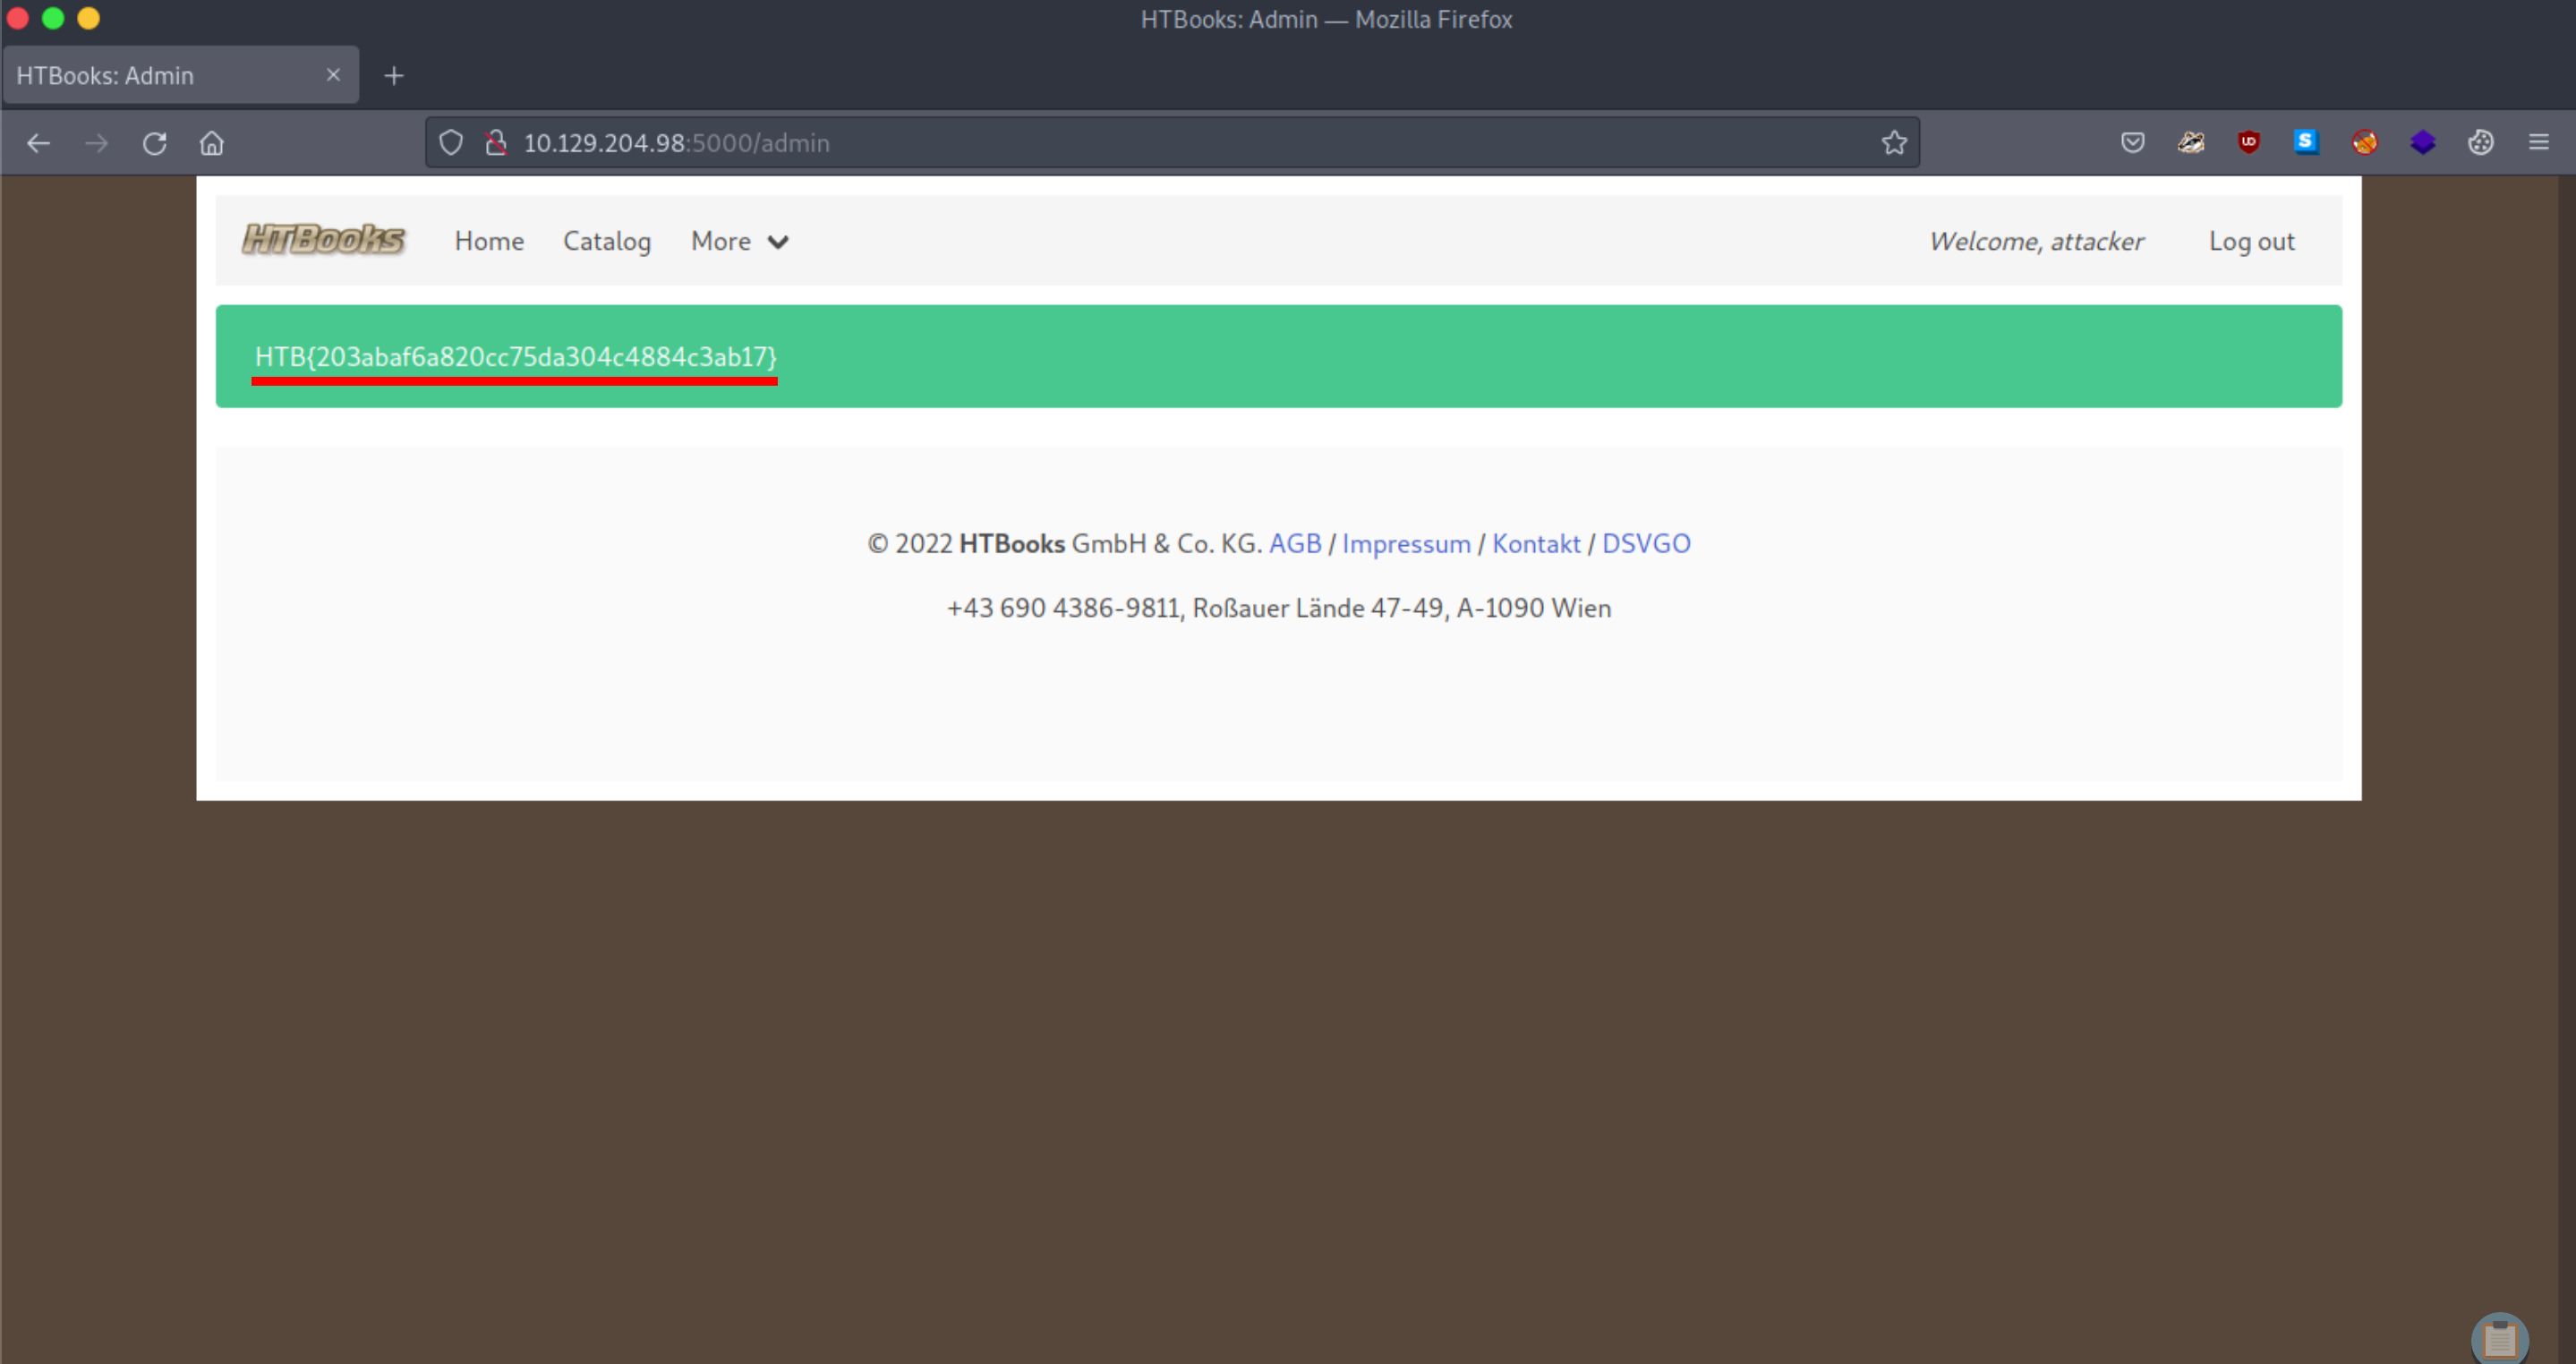 HTBooks: Admin — Mozilla Firefox
HTBooks: Admin
10.129.204.98:5000/admin
HTBooks Home Catalog More Welcome, attacker Log out
HTB{203abaf6a820cc75da304c4884c3ab17}
© 2022 HTBooks GmbH & Co. KG. AGB / Impressum / Kontakt / DSVGO
+43 690 4386-9811, Roßauer Lände 47-49, A-1090 Wien